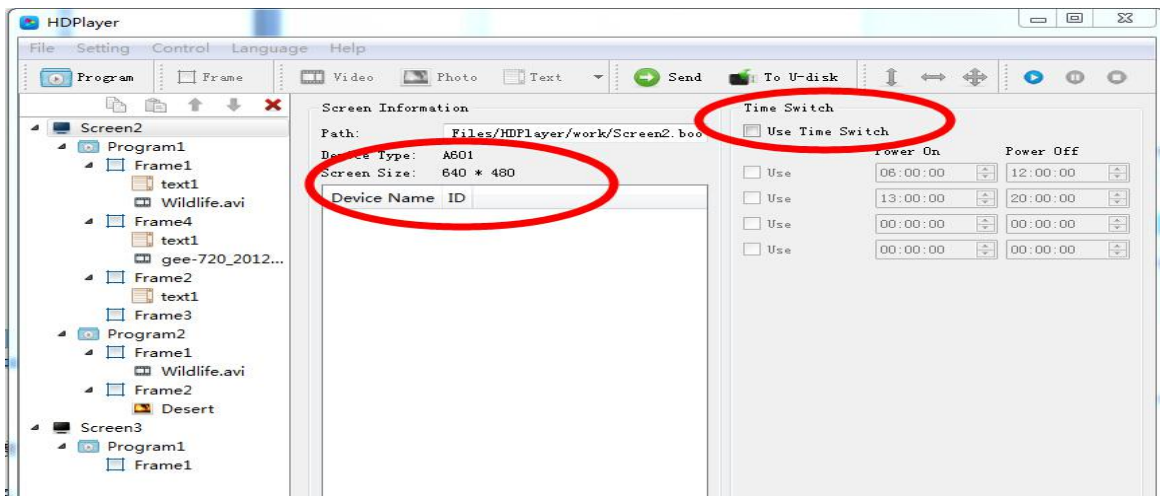 HDPlayer
File Setting Control Language Help
Program Frame Video Photo Text Send To U-disk
Screen2
Program1
Frame1
text1
Wildlife.avi
Frame4
text1
gee-720_2012...
Frame2
text1
Frame3
Program2
Frame1
Wildlife.avi
Frame2
Desert
Screen3
Program1
Frame1
Screen Information
Path: Files/HDPlayer/work/Screen2.boo
Device Type: A601
Screen Size: 640 * 480
Device Name ID
Time Switch
Use Time Switch
Power On Power Off
Use 06:00:00 12:00:00
Use 13:00:00 20:00:00
Use 00:00:00 00:00:00
Use 00:00:00 00:00:00